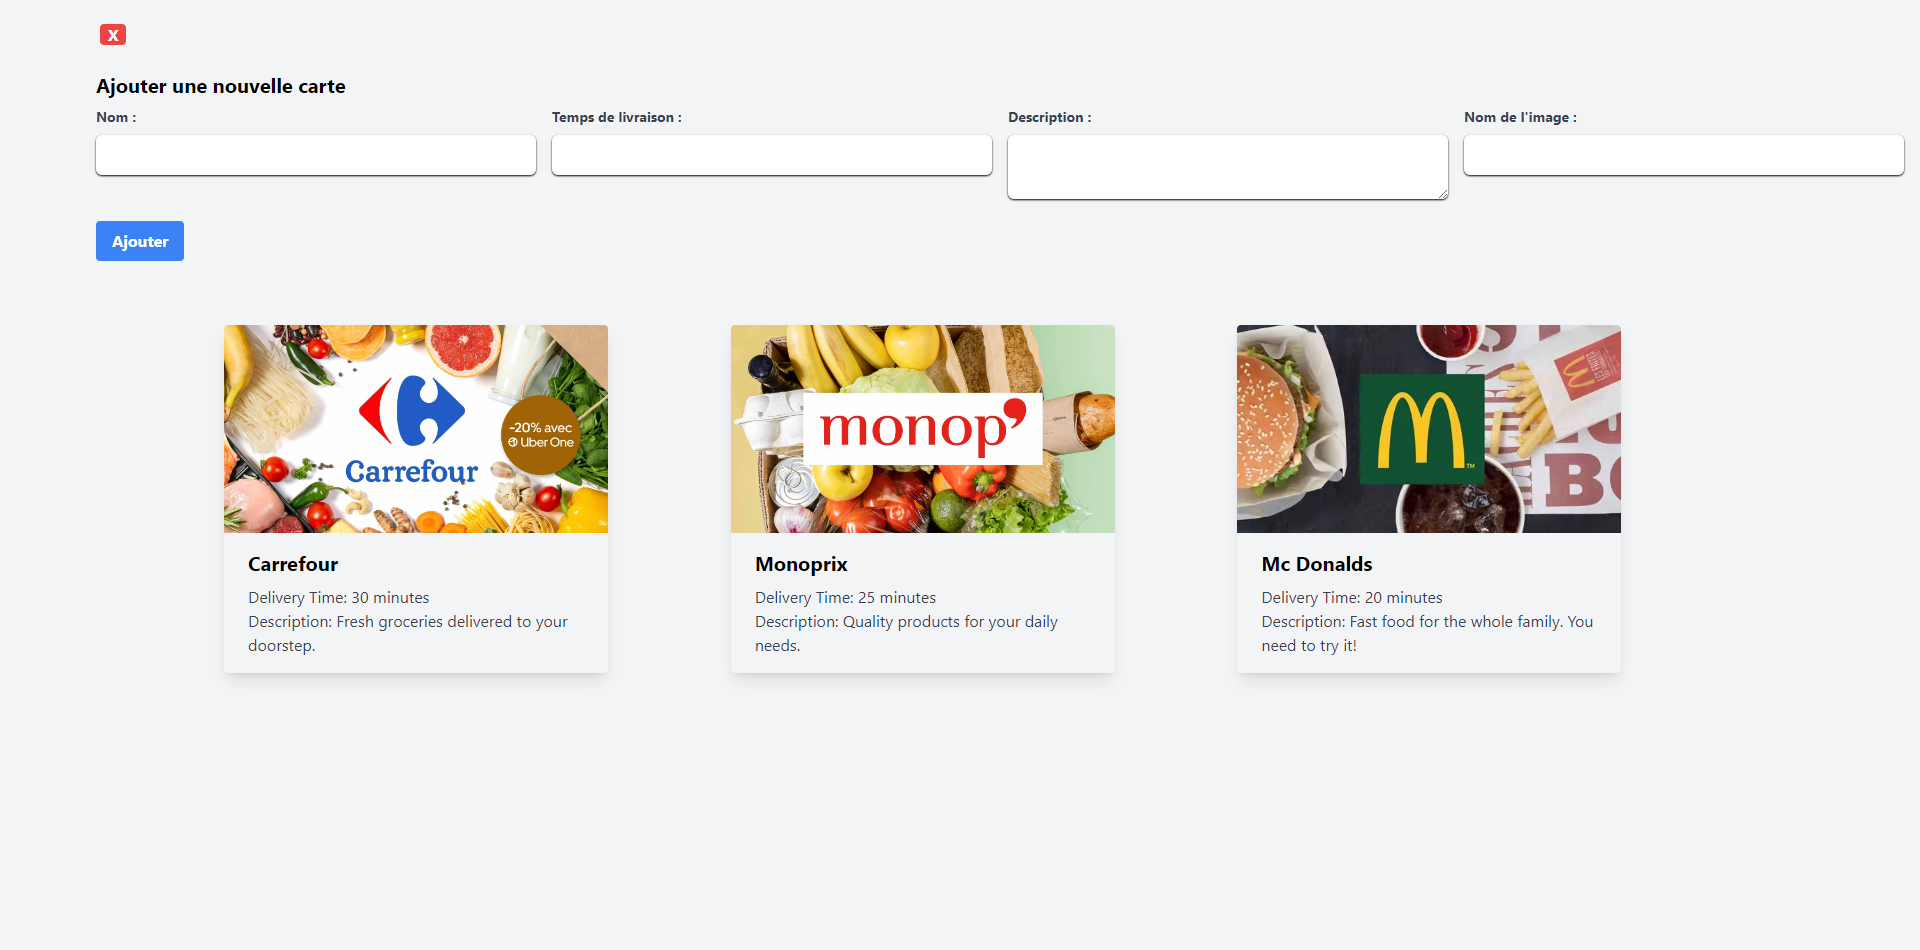 X
Ajouter une nouvelle carte
Nom :
Temps de livraison :
Description :
Nom de l'image :
Ajouter
Carrefour
-20% avec
Uber One
monop'
M
TM
BO
Carrefour
Delivery Time: 30 minutes
Description: Fresh groceries delivered to your
doorstep.
Monoprix
Delivery Time: 25 minutes
Description: Quality products for your daily
needs.
Mc Donalds
Delivery Time: 20 minutes
Description: Fast food for the whole family. You
need to try it!